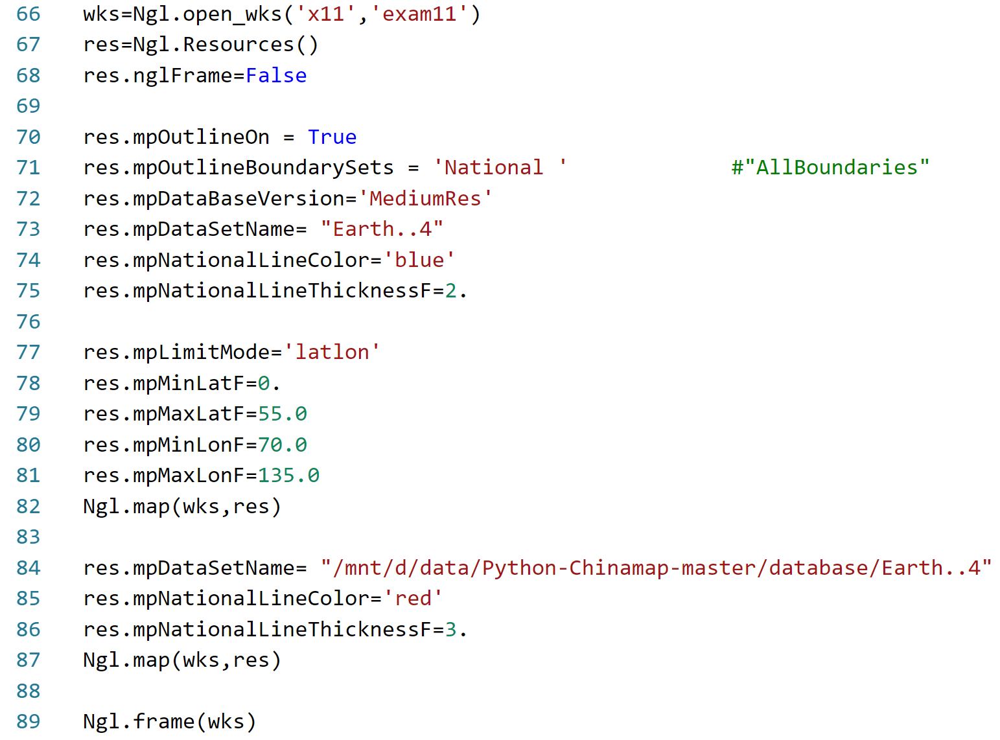 66 wks=Ngl.open_wks('x11','exam11')
67 res=Ngl.Resources()
68 res.nglFrame=False
69
70 res.mpOutlineOn = True
71 res.mpOutlineBoundarySets = 'National ' #"AllBoundaries"
72 res.mpDataBaseVersion='MediumRes'
73 res.mpDataSetName= "Earth..4"
74 res.mpNationalLineColor='blue'
75 res.mpNationalLineThicknessF=2.
76
77 res.mpLimitMode='latlon'
78 res.mpMinLatF=0.
79 res.mpMaxLatF=55.0
80 res.mpMinLonF=70.0
81 res.mpMaxLonF=135.0
82 Ngl.map(wks,res)
83
84 res.mpDataSetName= "/mnt/d/data/Python-Chinamap-master/database/Earth..4"
85 res.mpNationalLineColor='red'
86 res.mpNationalLineThicknessF=3.
87 Ngl.map(wks,res)
88
89 Ngl.frame(wks)